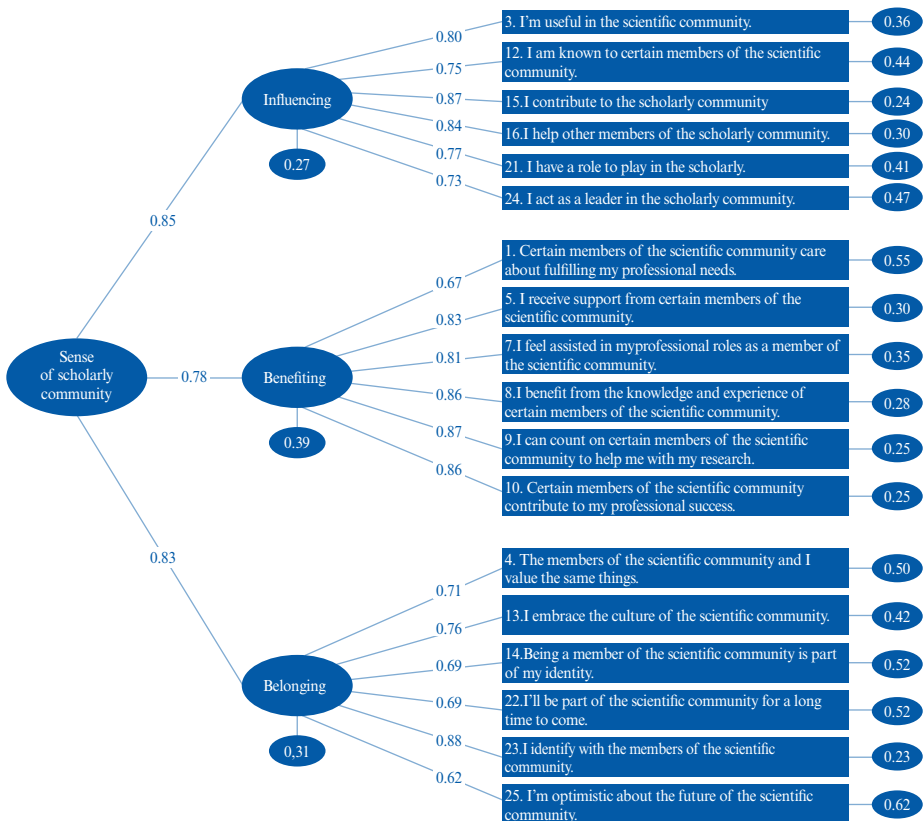 3. I'm useful in the scientific community.
0.80
0.36
12. I am known to certain members of the scientific
community.
0.75
0.44
15.I contribute to the scholarly community
0.87
0.24
16.I help other members of the scholarly community.
0.84
0.30
21. I have a role to play in the scholarly.
0.77
0.41
24. I act as a leader in the scholarly community.
0.73
0.47
Influencing
0.27
0.85
1. Certain members of the scientific community care
about fulfilling my professional needs.
0.67
0.55
5. I receive support from certain members of the
scientific community.
0.83
0.30
7.I feel assisted in myprofessional roles as a member of
the scientific community.
0.81
0.35
8.I benefit from the knowledge and experience of
certain members of the scientific community.
0.86
0.28
9.I can count on certain members of the scientific
community to help me with my research.
0.87
0.25
10. Certain members of the scientific community
contribute to my professional success.
0.86
0.25
Sense
of scholarly
community
0.78
Benefiting
0.39
0.83
4. The members of the scientific community and I
value the same things.
0.71
0.50
13.I embrace the culture of the scientific community.
0.76
0.42
14.Being a member of the scientific community is part
of my identity.
0.69
0.52
22.I'll be part of the scientific community for a long
time to come.
0.69
0.52
23.I identify with the members of the scientific
community.
0.88
0.23
25. I'm optimistic about the future of the scientific
community.
0.62
0.62
Belonging
0,31